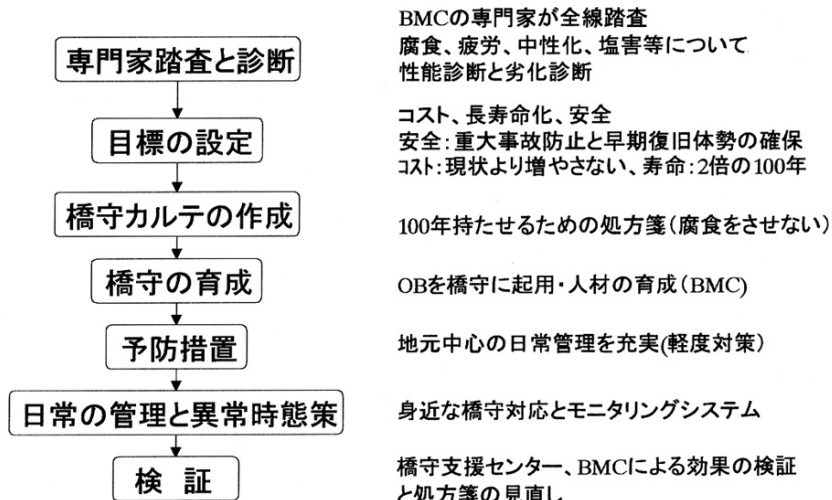 専門家踏査と診断
BMCの専門家が全線踏査
腐食、疲労、中性化、塩害等について
性能診断と劣化診断
目標の設定
コスト、長寿命化、安全
安全：重大事故防止と早期復旧体勢の確保
コスト：現状より増やさない、寿命：2倍の100年
橋守カルテの作成
100年持たせるための処方箋（腐食をさせない）
橋守の育成
OBを橋守に起用・人材の育成（BMC)
予防措置
地元中心の日常管理を充実(軽度対策）
日常の管理と異常時態策
身近な橋守対応とモニタリングシステム
検　証
橋守支援センター、BMCによる効果の検証
と処方箋の見直し